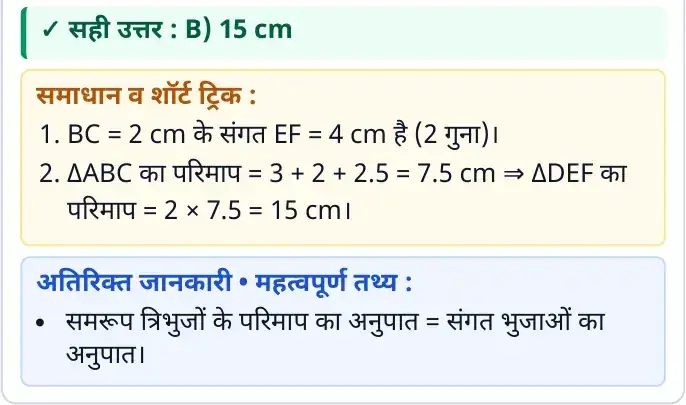 ✓ सही उत्तर : B) 15 cm
समाधान व शॉर्ट ट्रिक :
1. BC = 2 cm के संगत EF = 4 cm है (2 गुना)।
2. ΔABC का परिमाप = 3 + 2 + 2.5 = 7.5 cm ⇒ ΔDEF का
परिमाप = 2 × 7.5 = 15 cm।
अतिरिक्त जानकारी • महत्वपूर्ण तथ्य :
• समरूप त्रिभुजों के परिमाप का अनुपात = संगत भुजाओं का
अनुपात।